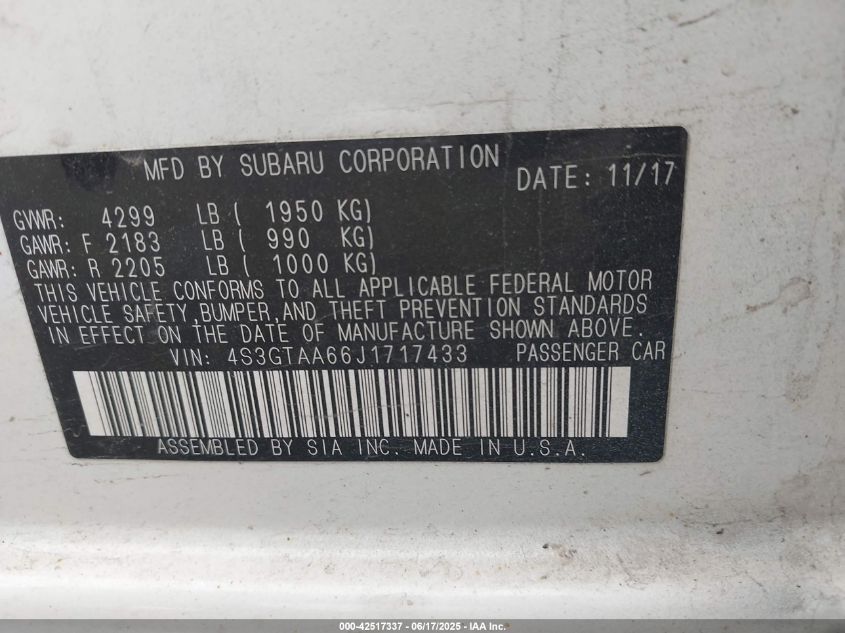 MFD BY SUBARU CORPORATION
DATE: 11/17
GVWR: 4299 LB ( 1950 KG)
GAWR: F 2183 LB ( 990 KG)
GAWR: R 2205 LB ( 1000 KG)
THIS VEHICLE CONFORMS TO ALL APPLICABLE FEDERAL MOTOR
VEHICLE SAFETY,BUMPER,AND THEFT PREVENTION STANDARDS
IN EFFECT ON THE DATE OF MANUFACTURE SHOWN ABOVE.
VIN: 4S3GTAA66J1717433 PASSENGER CAR
ASSEMBLED BY SIA INC. MADE IN U.S.A.
000-42517337 - 06/17/2025 - IAA Inc.